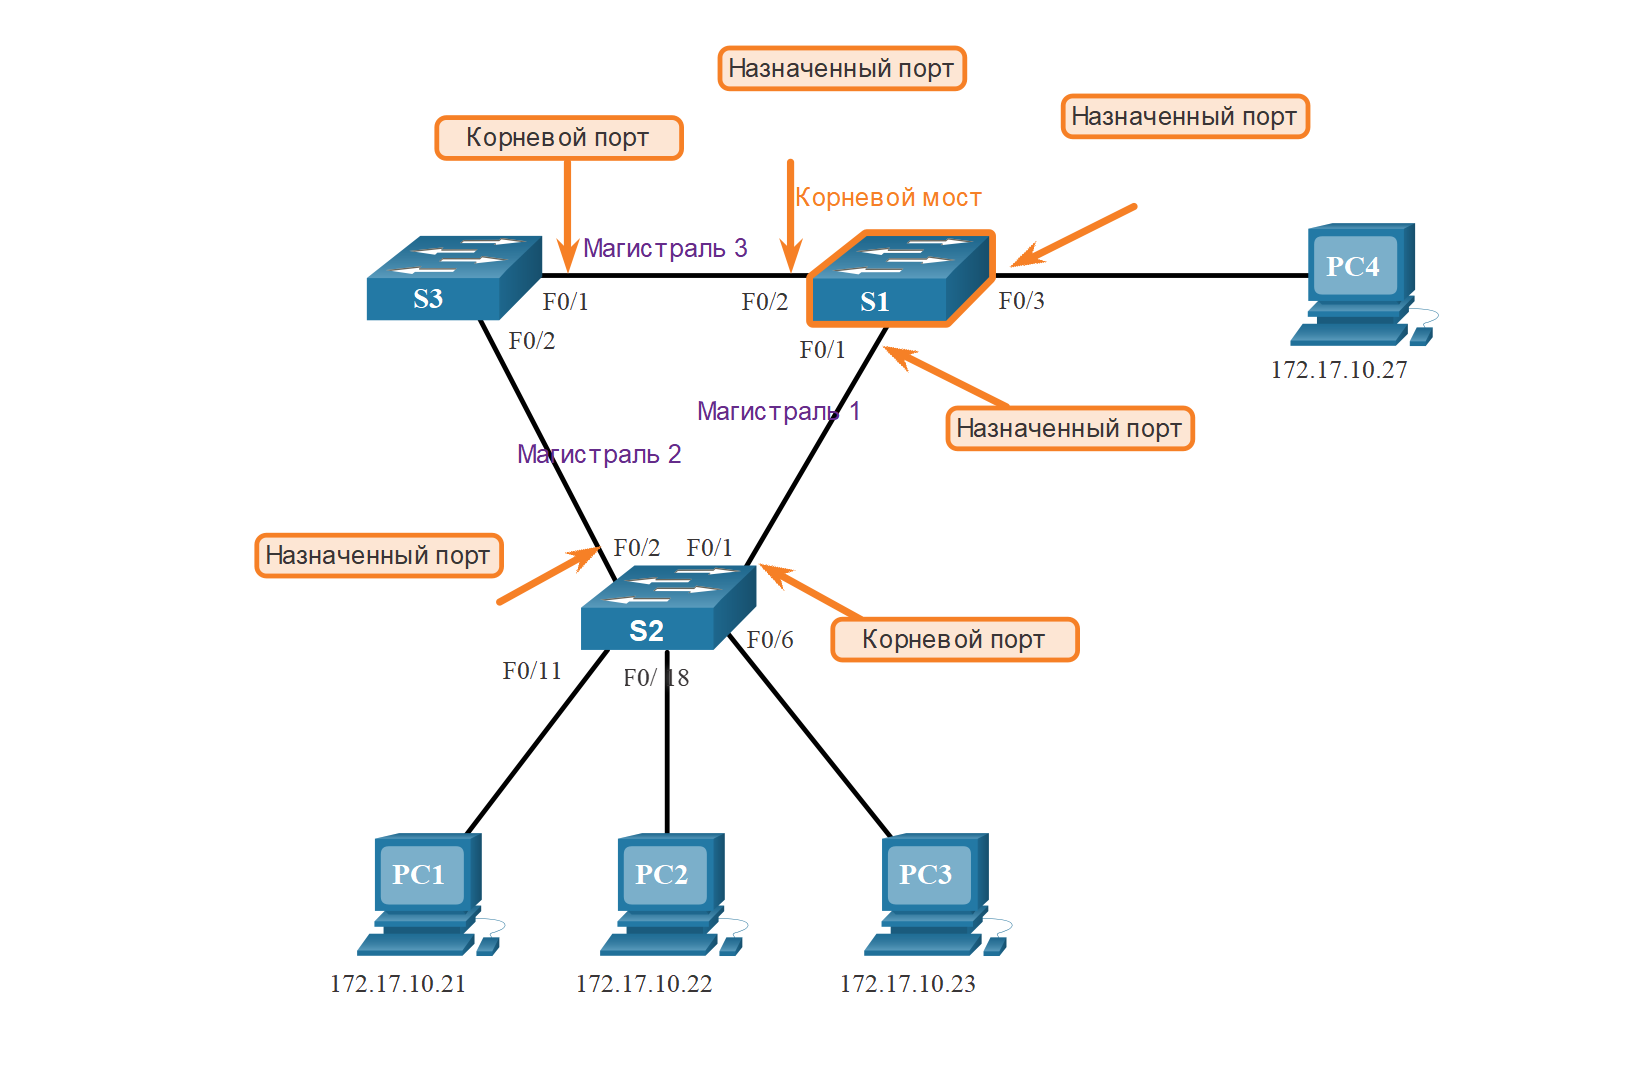 Назначенный порт
Назначенный порт
Корневой порт
Корневой мост
Магистраль 3
PC4
S3
F0/1
F0/2
S1
F0/3
F0/2
F0/1
172.17.10.27
Магистраль 1
Назначенный порт
Магистраль 2
Назначенный порт
F0/2
F0/1
S2
F0/6
Корневой порт
F0/11
F0/ 18
PC1
PC2
PC3
172.17.10.21
172.17.10.22
172.17.10.23